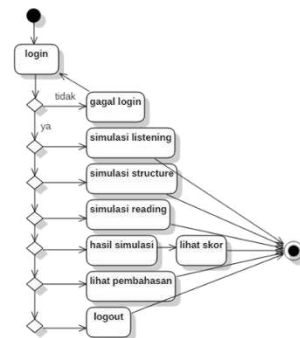 login
tidak
gagal login
ya
simulasi listening
simulasi structure
simulasi reading
hasil simulasi
lihat skor
lihat pembahasan
logout